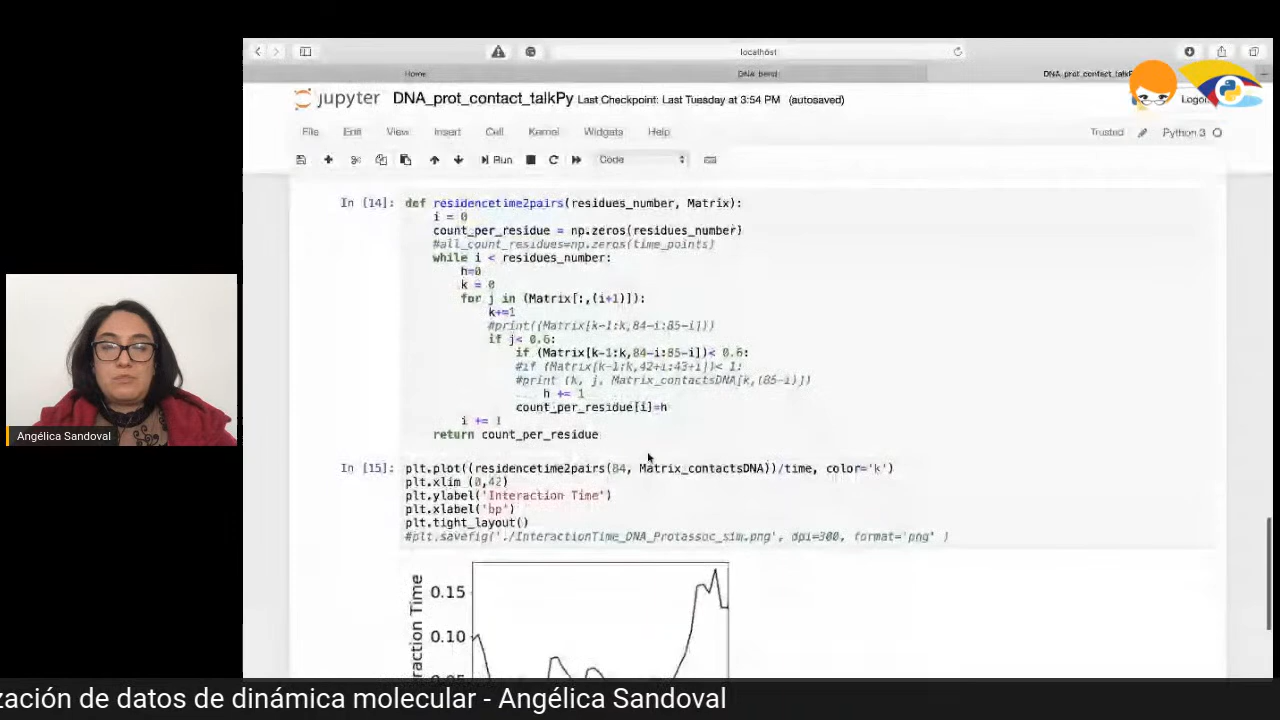 localhost
Home
DNA_bend
DNA_prot_contact_talkP
jupyter DNA_prot_contact_talkPy Last Checkpoint: Last Tuesday at 3:54 PM (autosaved)
Logo
File Edit View Insert Cell Kernel Widgets Help
Trusted Python 3
Run Code
In [14]: def residencetime2pairs(residues_number, Matrix):
i = 0
count_per_residue = np.zeros(residues_number)
#all_count_residues=np.zeros(time_points)
while i < residues_number:
h=0
k = 0
for j in (Matrix[:,(i+1)]):
k+=1
#print((Matrix[k-1:k,84-i:85-i]))
if j< 0.6:
if (Matrix[k-1:k,84-i:85-i])< 0.6:
#if (Matrix[k-1:k,42+i:43+i])< 1:
#print (k, j, Matrix_contactsDNA[k,(85-i)])
h += 1
count_per_residue[i]=h
i += 1
return count_per_residue
In [15]: plt.plot((residencetime2pairs(84, Matrix_contactsDNA))/time, color='k')
plt.xlim (0,42)
plt.ylabel('Interaction Time')
plt.xlabel('bp')
plt.tight_layout()
#plt.savefig('./InteractionTime_DNA_Protassoc_sim.png', dpi=300, format='png' )
raction Time
0.15
0.10
Angélica Sandoval
zación de datos de dinámica molecular - Angélica Sandoval